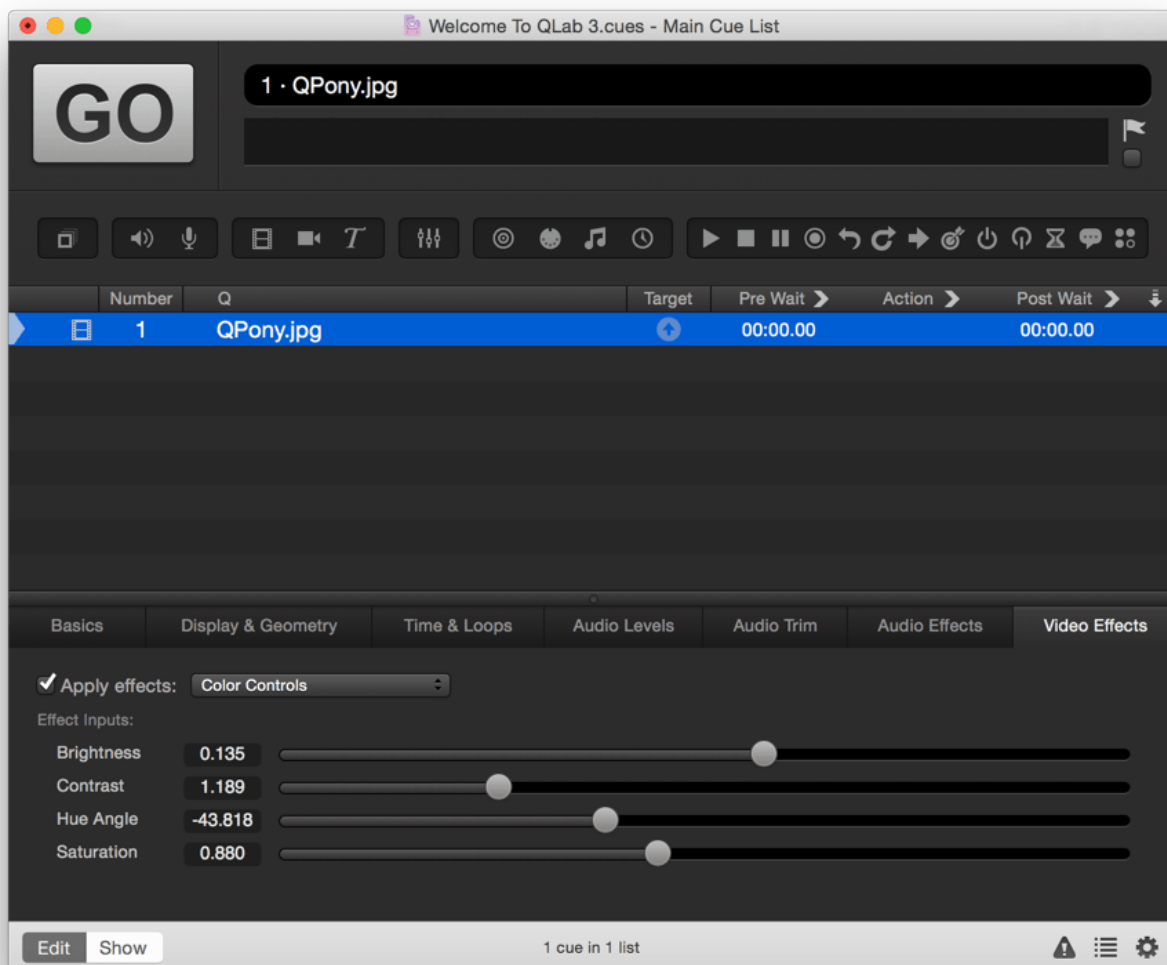 Welcome To QLab 3.cues - Main Cue List
GO
1 · QPony.jpg
T
Number Q Target Pre Wait Action Post Wait
1 QPony.jpg 00:00.00 00:00.00
Basics Display & Geometry Time & Loops Audio Levels Audio Trim Audio Effects Video Effects
Apply effects: Color Controls
Effect Inputs:
Brightness 0.135
Contrast 1.189
Hue Angle -43.818
Saturation 0.880
Edit Show 1 cue in 1 list